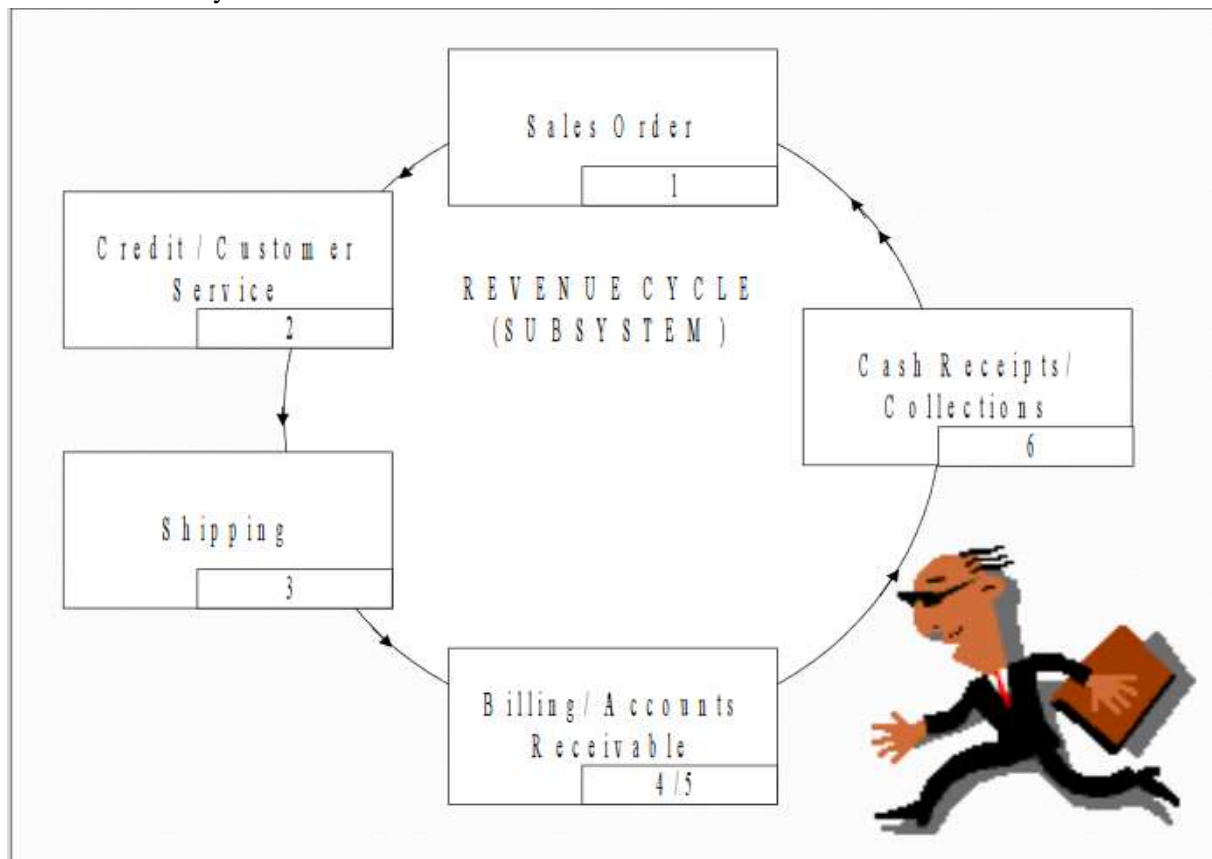 Sales Order
1
Credit / Customer
Service
2
REVENUE CYCLE
(SUBSYSTEM)
Cash Receipts/
Collections
6
Shipping
3
Billing/Accounts
Receivable
4/5